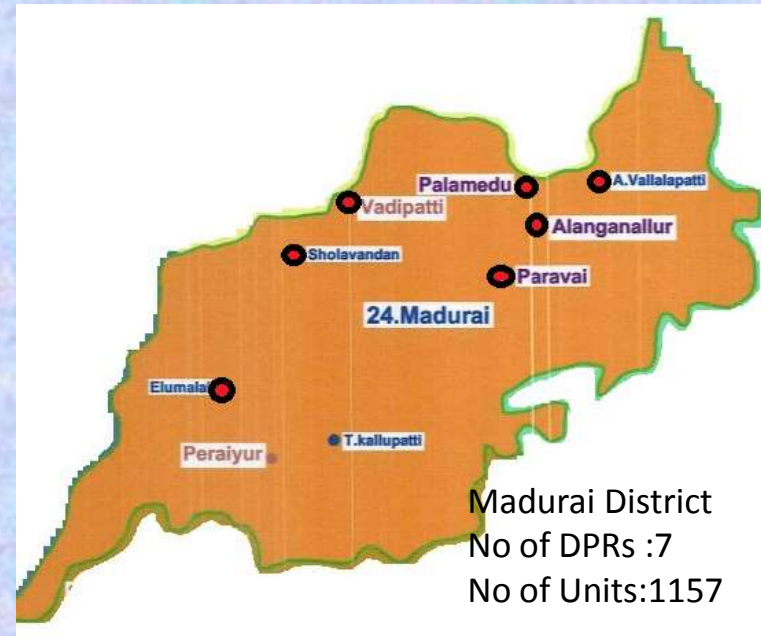 Palamedu
A.Vallalapatti
Vadipatti
Alanganallur
Sholavandan
Paravai
24.Madurai
Elumalai
T.kallupatti
Peraiyur
Madurai District
No of DPRs :7
No of Units:1157